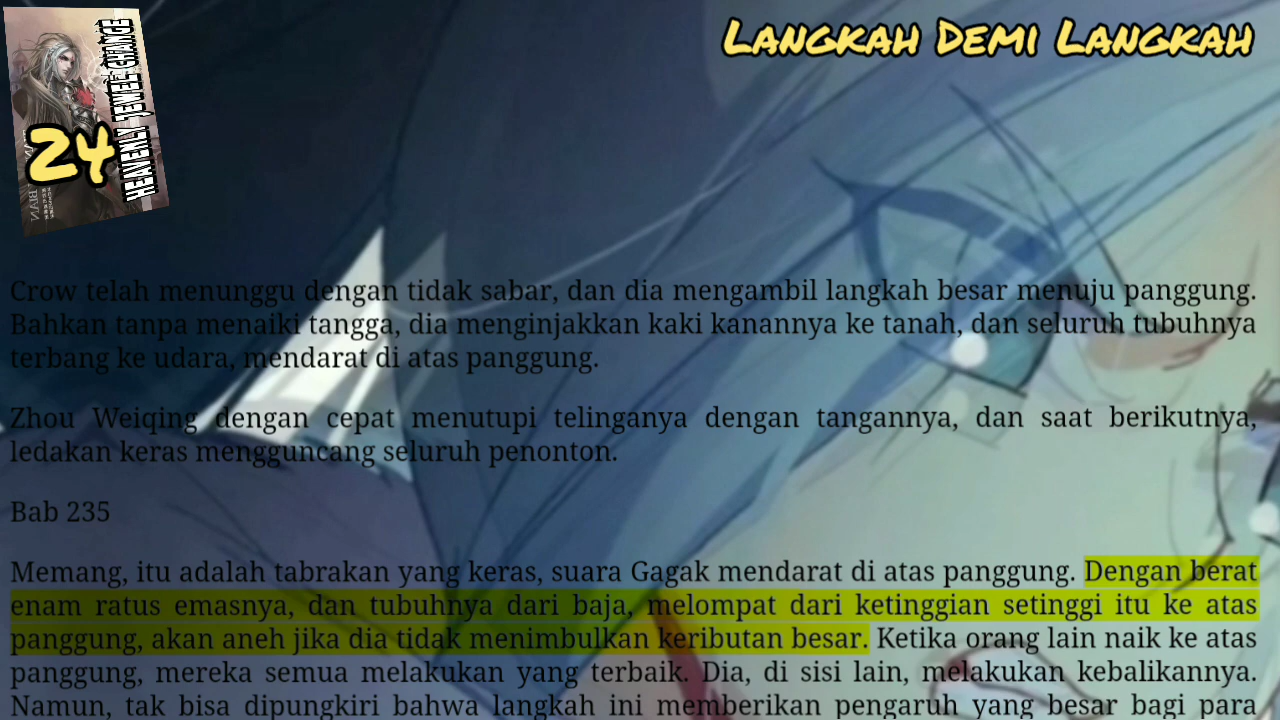 Langkah Demi Langkah
HEAVENLY JEWEL CHANGE
24
Crow telah menunggu dengan tidak sabar, dan dia mengambil langkah besar menuju panggung.
Bahkan tanpa menaiki tangga, dia menginjakkan kaki kanannya ke tanah, dan seluruh tubuhnya
terbang ke udara, mendarat di atas panggung.
Zhou Weiqing dengan cepat menutupi telinganya dengan tangannya, dan saat berikutnya,
ledakan keras mengguncang seluruh penonton.
Bab 235
Memang, itu adalah tabrakan yang keras, suara Gagak mendarat di atas panggung. Dengan berat
enam ratus emasnya, dan tubuhnya dari baja, melompat dari ketinggian setinggi itu ke atas
panggung, akan aneh jika dia tidak menimbulkan keributan besar. Ketika orang lain naik ke atas
panggung, mereka semua melakukan yang terbaik. Dia, di sisi lain, melakukan kebalikannya.
Namun, tak bisa dipungkiri bahwa langkah ini memberikan pengaruh yang besar bagi para